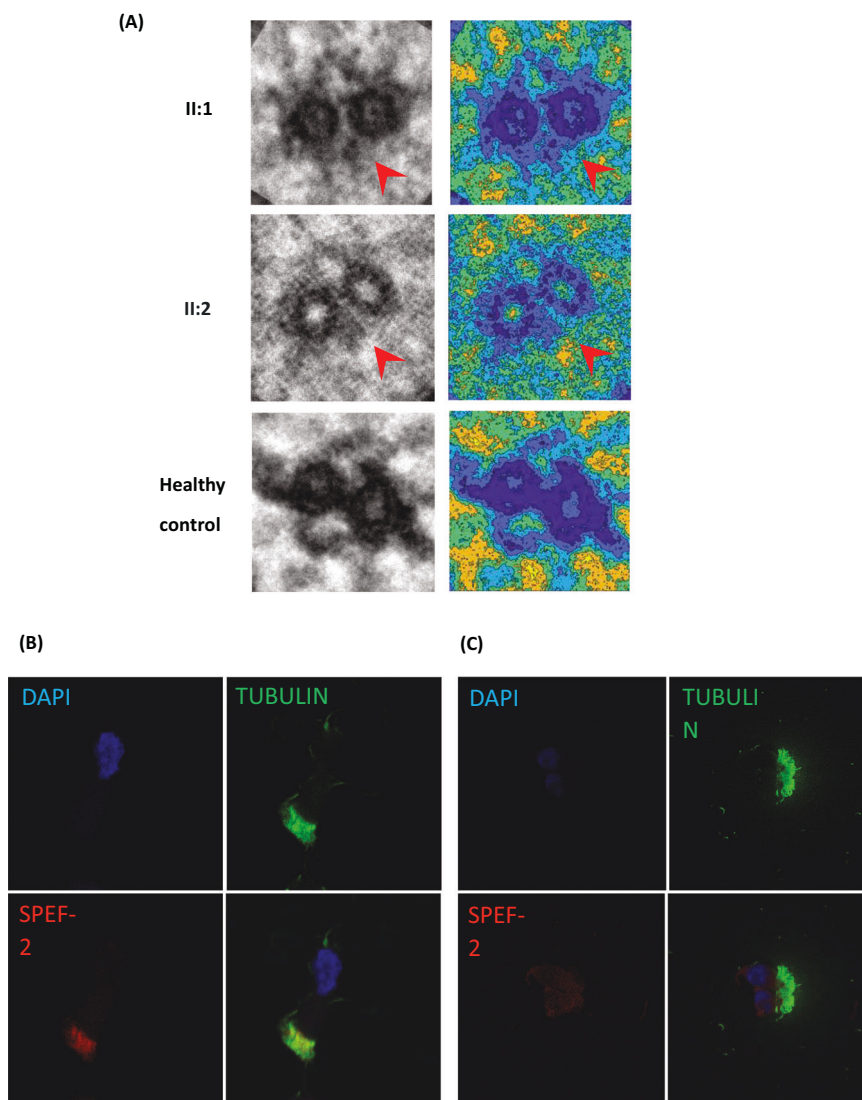 (A)
II:1
II:2
Healthy
control
(B)
(C)
DAPI
TUBULIN
DAPI
TUBULI
N
SPEF-
2
SPEF-
2